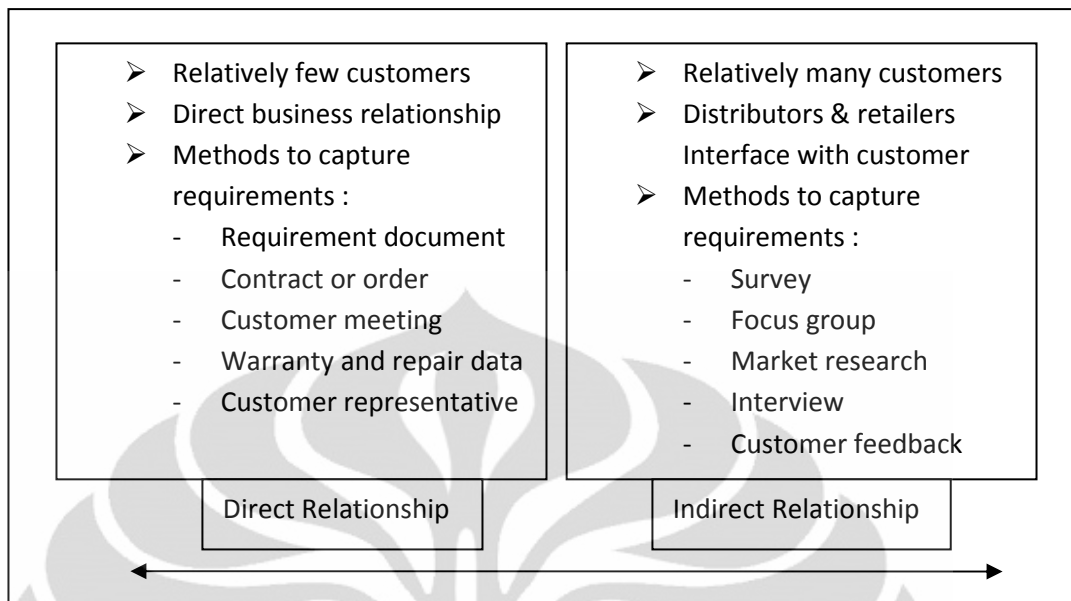 ➢ Relatively few customers
➢ Direct business relationship
➢ Methods to capture
requirements :
- Requirement document
- Contract or order
- Customer meeting
- Warranty and repair data
- Customer representative
Direct Relationship
➢ Relatively many customers
➢ Distributors & retailers
Interface with customer
➢ Methods to capture
requirements :
- Survey
- Focus group
- Market research
- Interview
- Customer feedback
Indirect Relationship